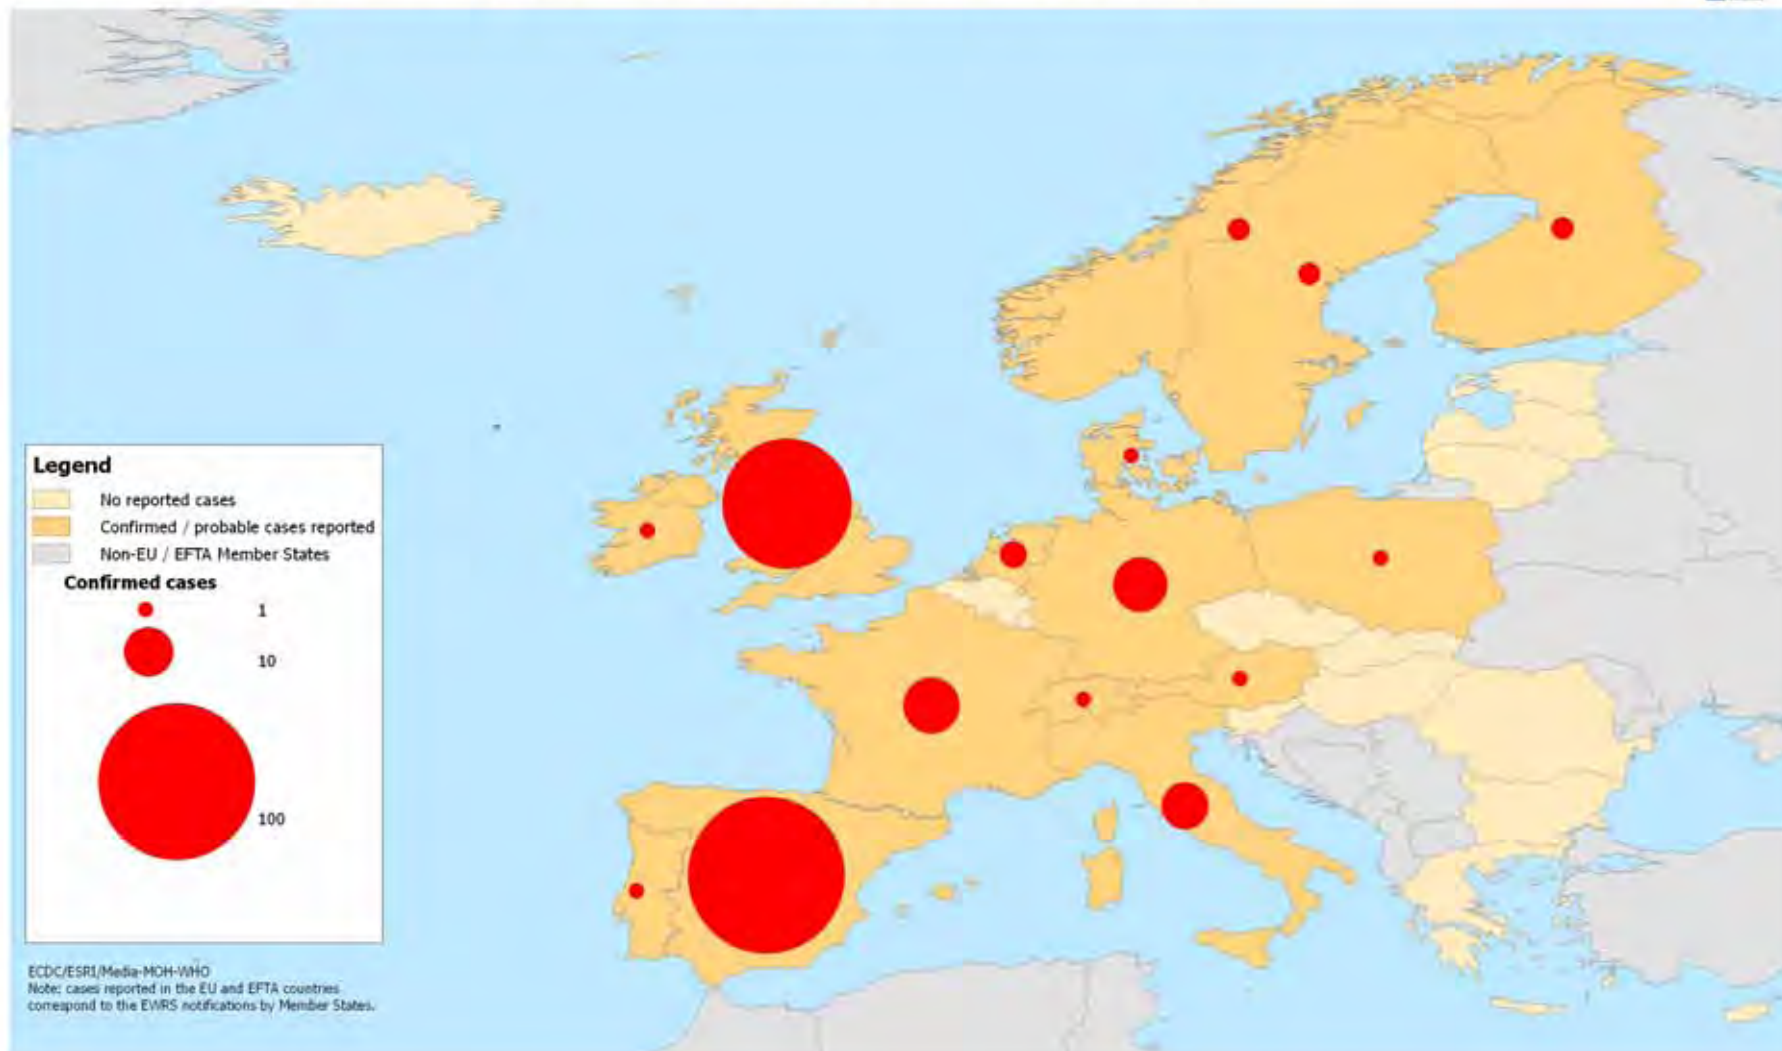 Legend
No reported cases
Confirmed / probable cases reported
Non-EU / EFTA Member States
Confirmed cases
1
10
100
ECDC/ESRI/Media-MOH-WHO
Note: cases reported in the EU and EFTA countries
correspond to the EWRS notifications by Member States.